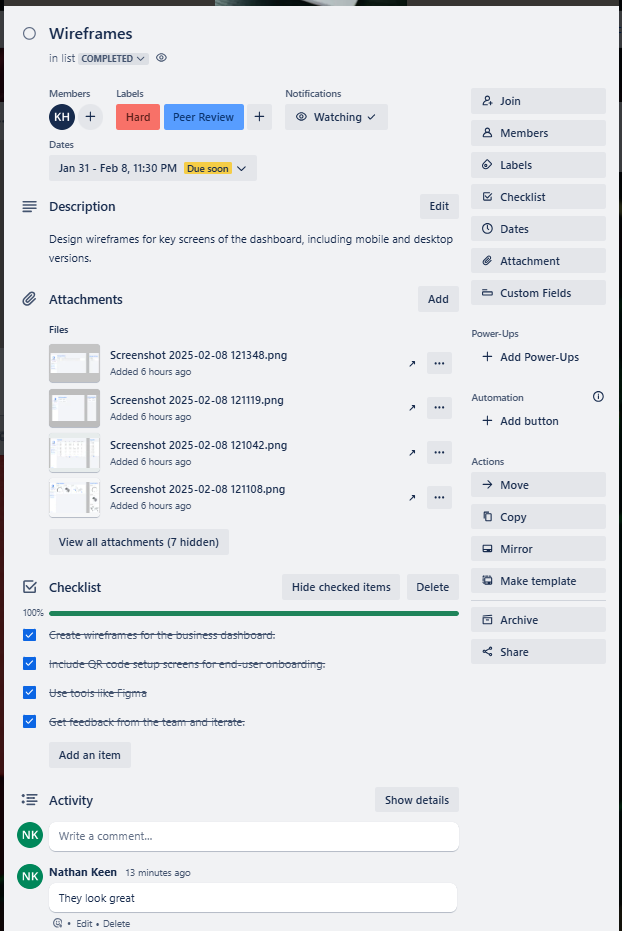 Wireframes
in list COMPLETED
Members
Labels
Notifications
KH
Hard
Peer Review
Watching
Dates
Jan 31 - Feb 8, 11:30 PM Due soon
Description
Edit
Design wireframes for key screens of the dashboard, including mobile and desktop
versions.
Attachments
Add
Files
Screenshot 2025-02-08 121348.png
Added 6 hours ago
Screenshot 2025-02-08 121119.png
Added 6 hours ago
Screenshot 2025-02-08 121042.png
Added 6 hours ago
Screenshot 2025-02-08 121108.png
Added 6 hours ago
View all attachments (7 hidden)
Checklist
Hide checked items
Delete
100%
Create wireframes for the business dashboard.
Include QR code setup screens for end-user onboarding.
Use tools like Figma
Get feedback from the team and iterate.
Add an item
Activity
Show details
NK
Write a comment...
NK
Nathan Keen 13 minutes ago
They look great
• Edit • Delete
Join
Members
Labels
Checklist
Dates
Attachment
Custom Fields
Power-Ups
Add Power-Ups
Automation
Add button
Actions
Move
Copy
Mirror
Make template
Archive
Share